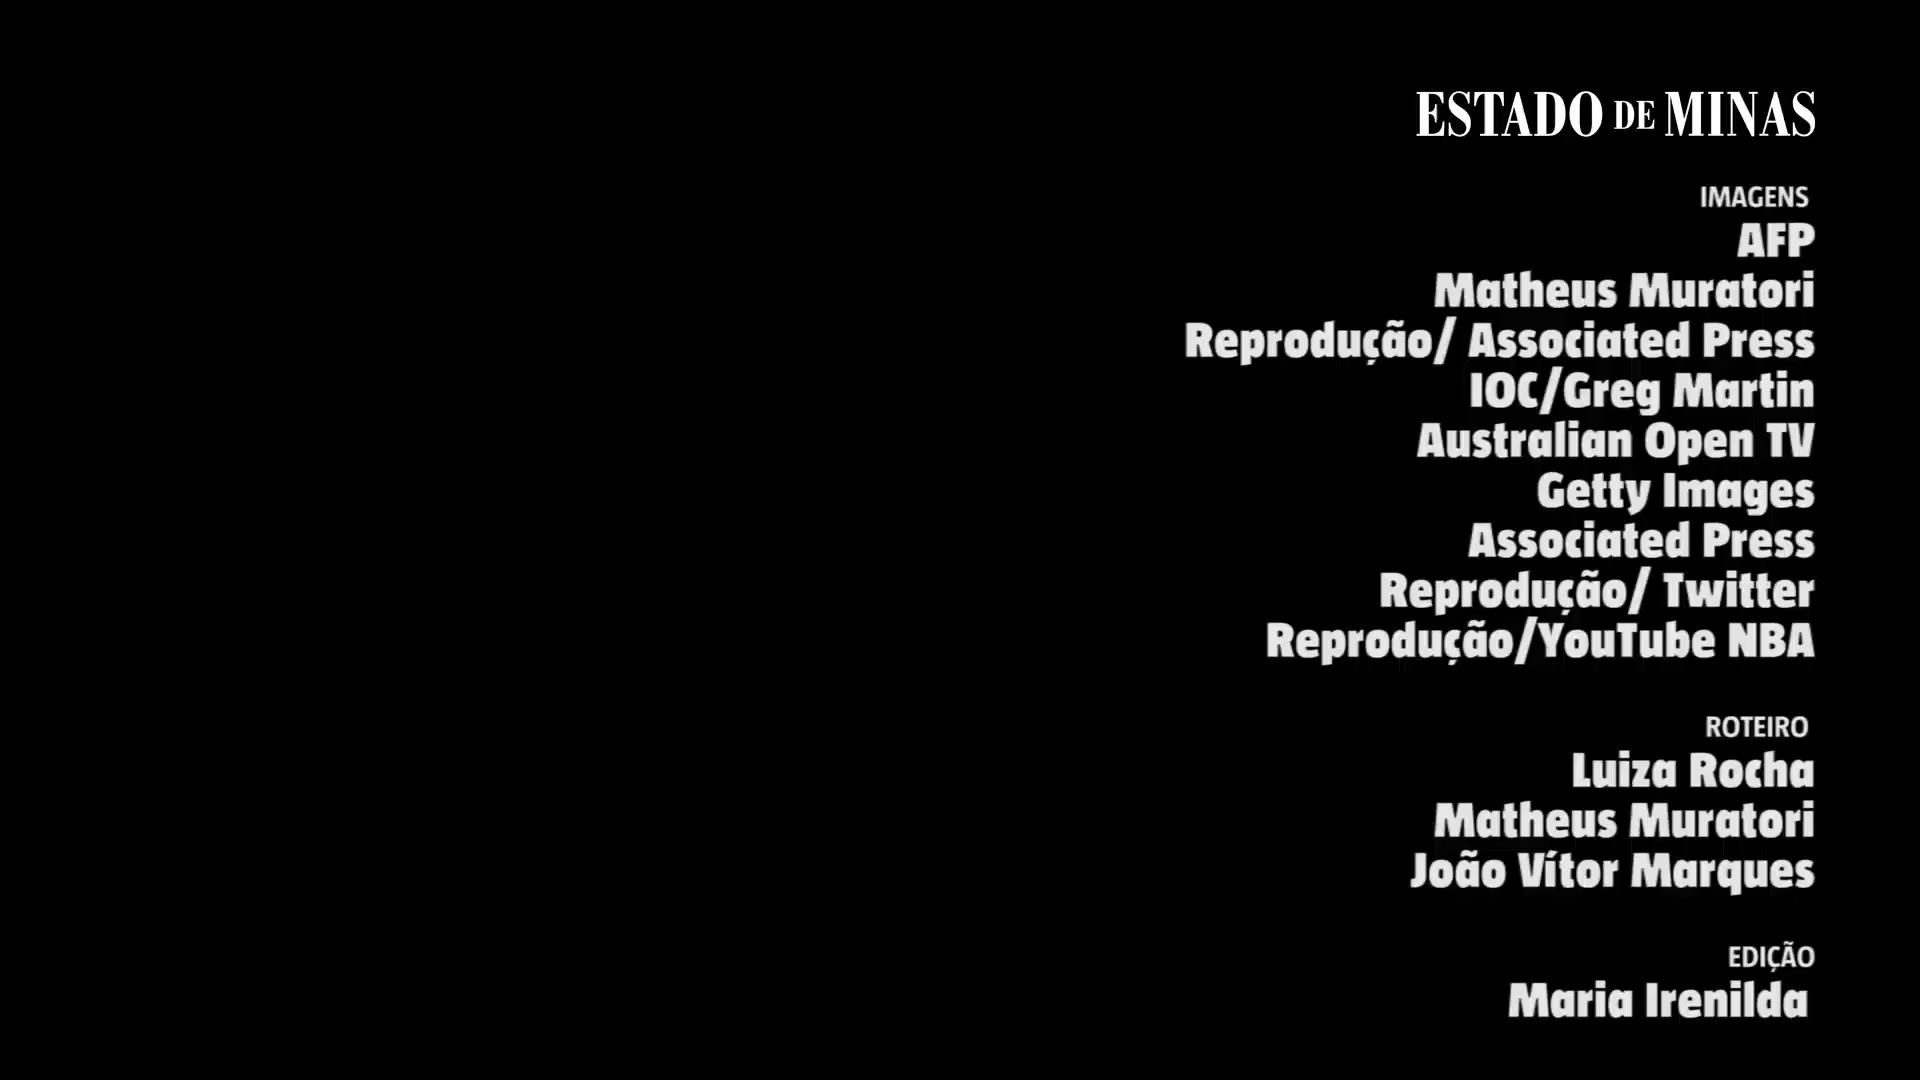 ESTADO DE MINAS
IMAGENS
AFP
Matheus Muratori
Reprodução/ Associated Press
IOC/Greg Martin
Australian Open TV
Getty Images
Associated Press
Reprodução/ Twitter
Reprodução/YouTube NBA
ROTEIRO
Luiza Rocha
Matheus Muratori
João Vítor Marques
EDIÇÃO
Maria Irenilda